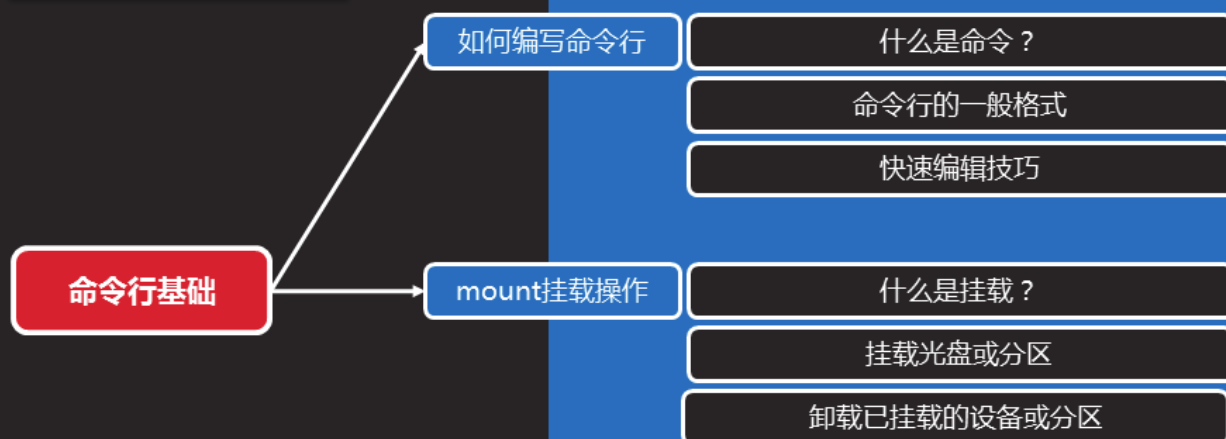 如何编写命令行
什么是命令？
命令行的一般格式
快速编辑技巧
命令行基础
mount挂载操作
什么是挂载？
挂载光盘或分区
卸载已挂载的设备或分区